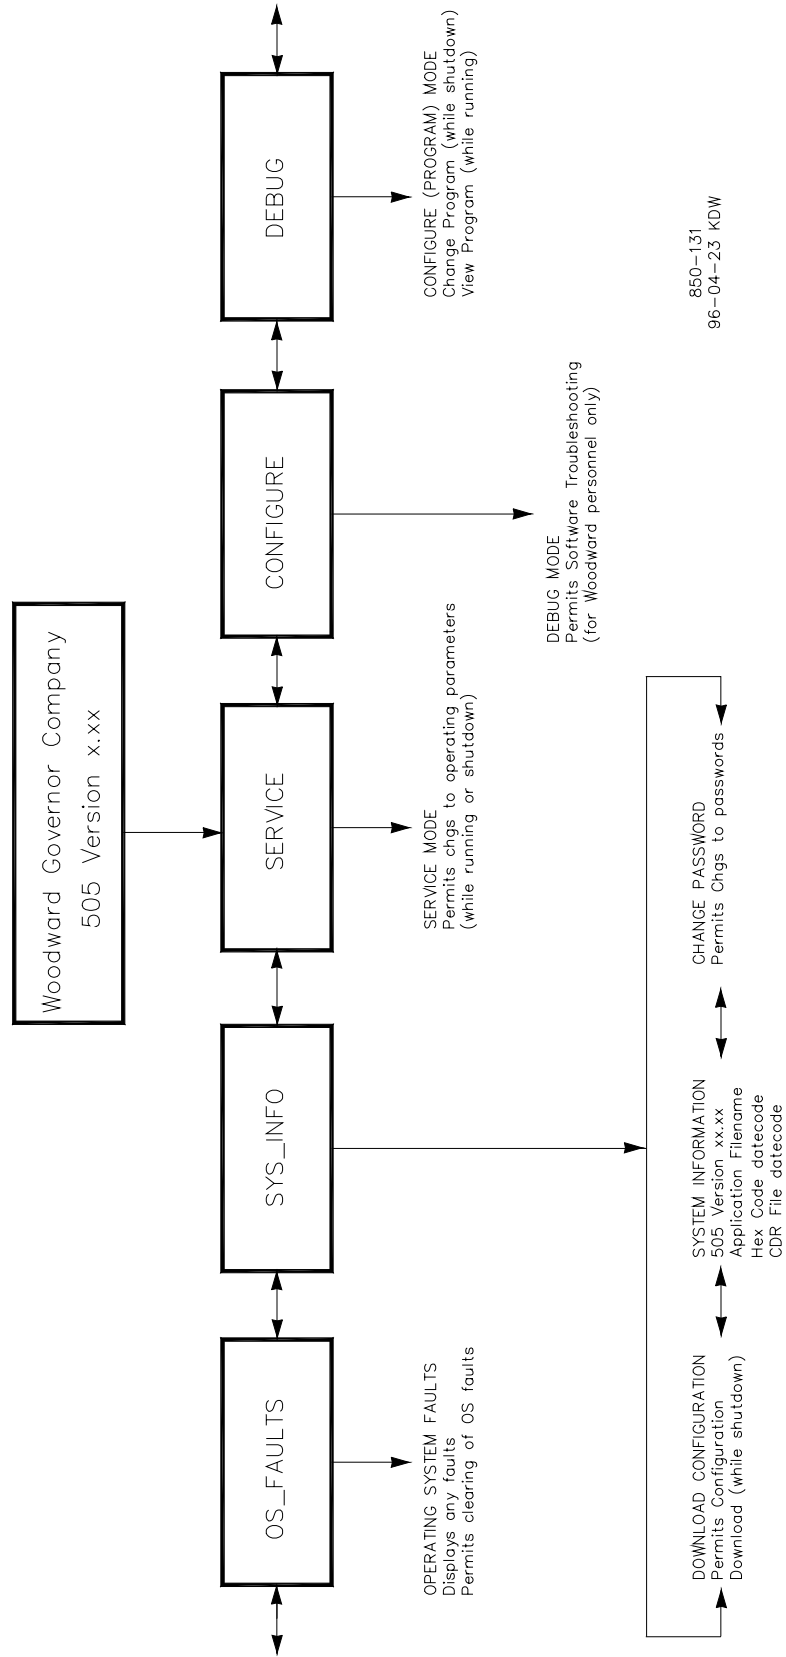 Woodward Governor Company
505 Version x.xx
OS_FAULTS
SYS_INFO
SERVICE
CONFIGURE
DEBUG
OPERATING SYSTEM FAULTS
Displays any faults
Permits clearing of OS faults
SERVICE MODE
Permits chgs to operating parameters
(while running or shutdown)
CONFIGURE (PROGRAM) MODE
Change Program (while shutdown)
View Program (while running)
DEBUG MODE
Permits Software Troubleshooting
(for Woodward personnel only)
DOWNLOAD CONFIGURATION
Permits Configuration
Download (while shutdown)
SYSTEM INFORMATION
505 Version xx.xx
Application Filename
Hex Code datecode
CDR File datecode
CHANGE PASSWORD
Permits Chgs to passwords
850-131
96-04-23 KDW